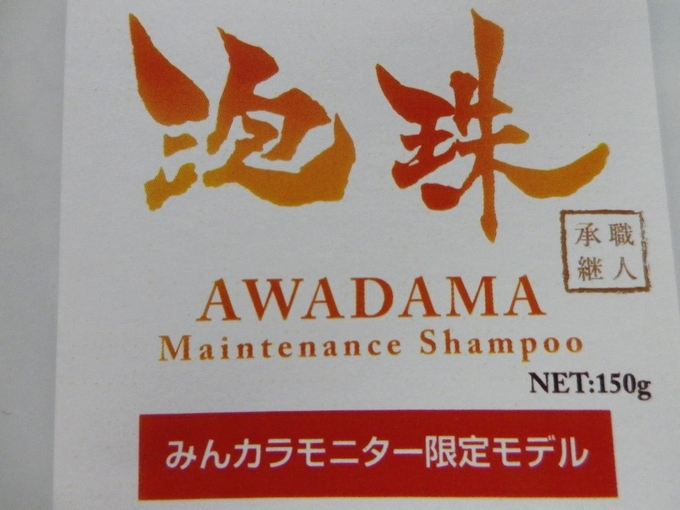 泡珠
職人
承継
AWADAMA
Maintenance Shampoo
NET:150g
みんカラモニター限定モデル